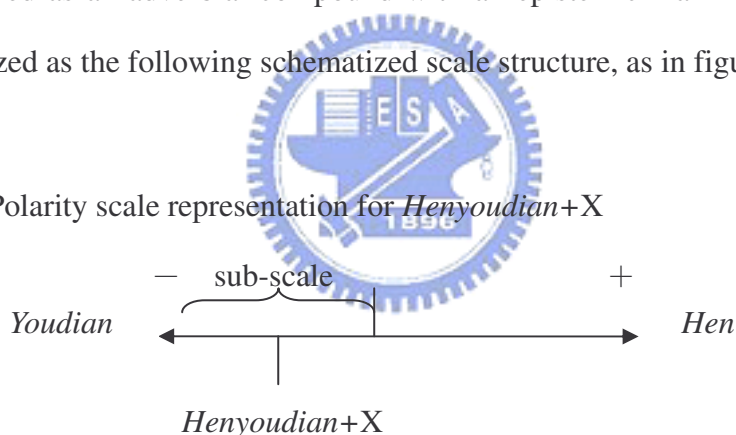 zed as the following schematized scale structure, as in figu
Polarity scale representation for Henyoudian+X
E S A
1896
− sub-scale +
Youdian Hen
Henyoudian+X